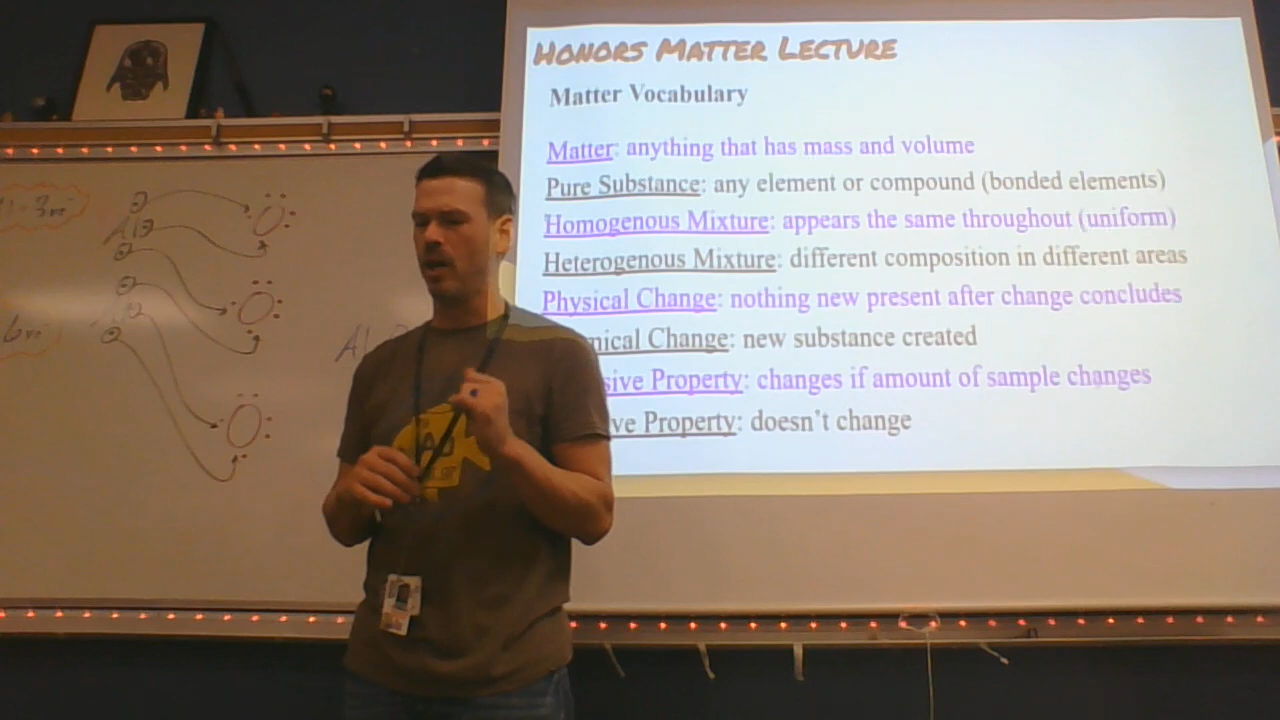 HONORS MATTER LECTURE
Matter Vocabulary
Matter: anything that has mass and volume
Pure Substance: any element or compound (bonded elements)
Homogenous Mixture: appears the same throughout (uniform)
Heterogenous Mixture: different composition in different areas
Physical Change: nothing new present after change concludes
mical Change: new substance created
sive Property: changes if amount of sample changes
ve Property: doesn't change
Al